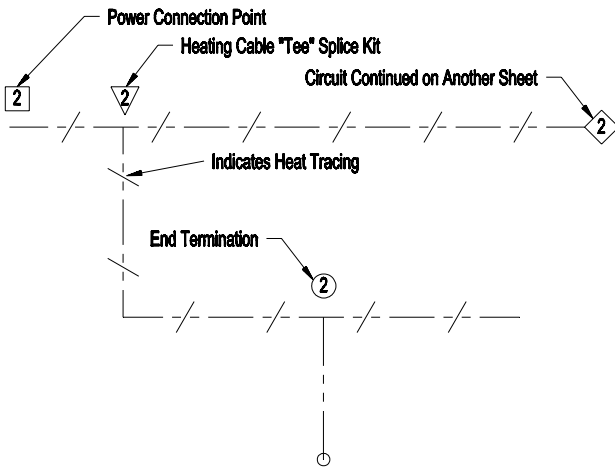 Power Connection Point
Heating Cable "Tee" Splice Kit
Circuit Continued on Another Sheet
2
2
2
Indicates Heat Tracing
End Termination
2